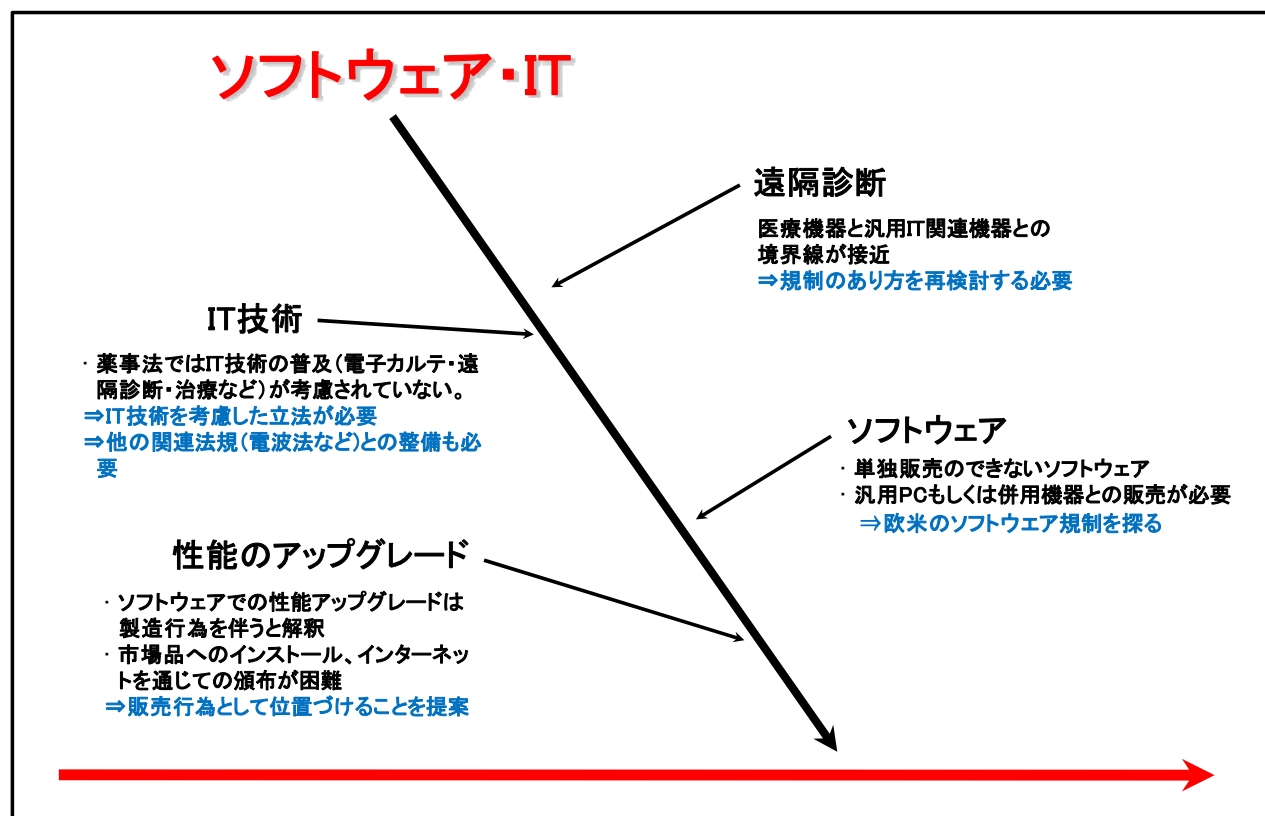 ソフトウェア・IT
遠隔診断
医療機器と汎用IT関連機器との
境界線が接近
⇒規制のあり方を再検討する必要
IT技術
・薬事法ではIT技術の普及（電子カルテ・遠
隔診断・治療など）が考慮されていない。
⇒IT技術を考慮した立法が必要
⇒他の関連法規（電波法など）との整備も必
要
ソフトウェア
・単独販売のできないソフトウェア
・汎用PCもしくは併用機器との販売が必要
⇒欧米のソフトウエア規制を探る
性能のアップグレード
・ソフトウェアでの性能アップグレードは
製造行為を伴うと解釈
・市場品へのインストール、インターネッ
トを通じての頒布が困難
⇒販売行為として位置づけることを提案